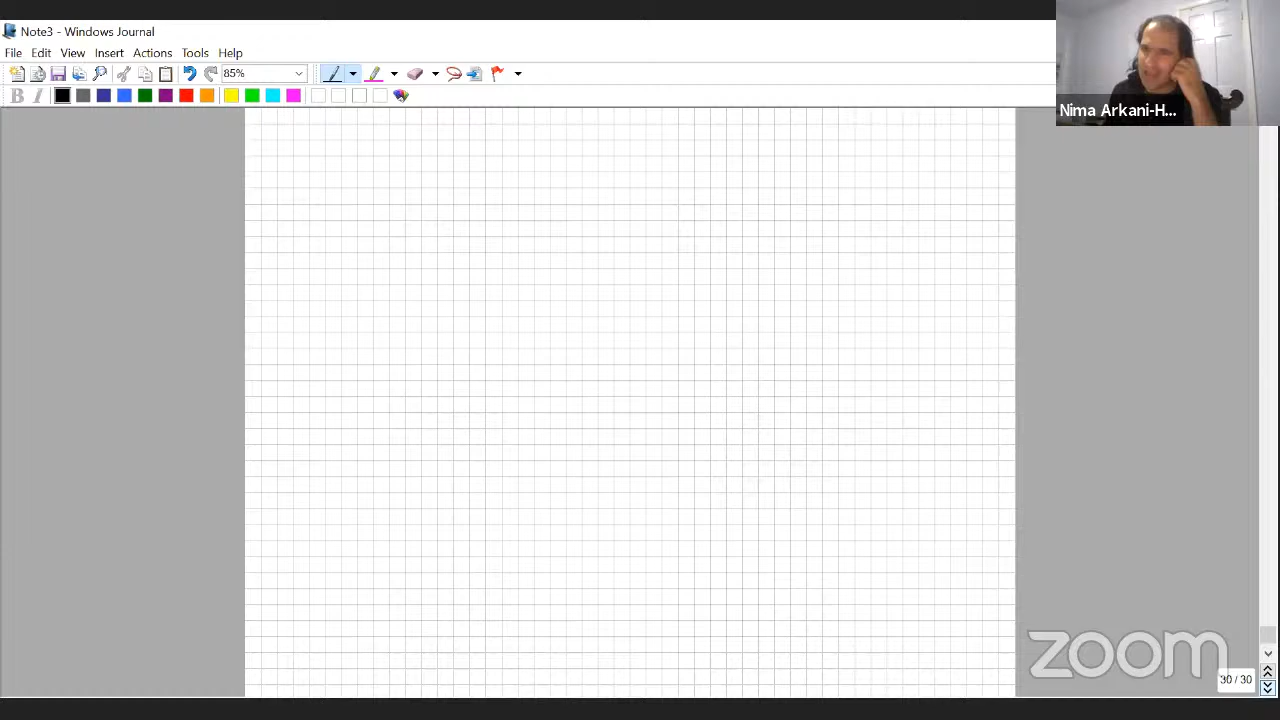 Note3 - Windows Journal
File Edit View Insert Actions Tools Help
85%
B I
Nima Arkani-H...
zoom
30 / 30